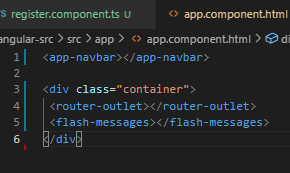 register.component.ts U app.component.html
angular-src > src > app > <> app.component.html >
1 <app-navbar></app-navbar>
2
3 <div class="container">
4 <router-outlet></router-outlet>
5 <flash-messages></flash-messages>
6 </div>